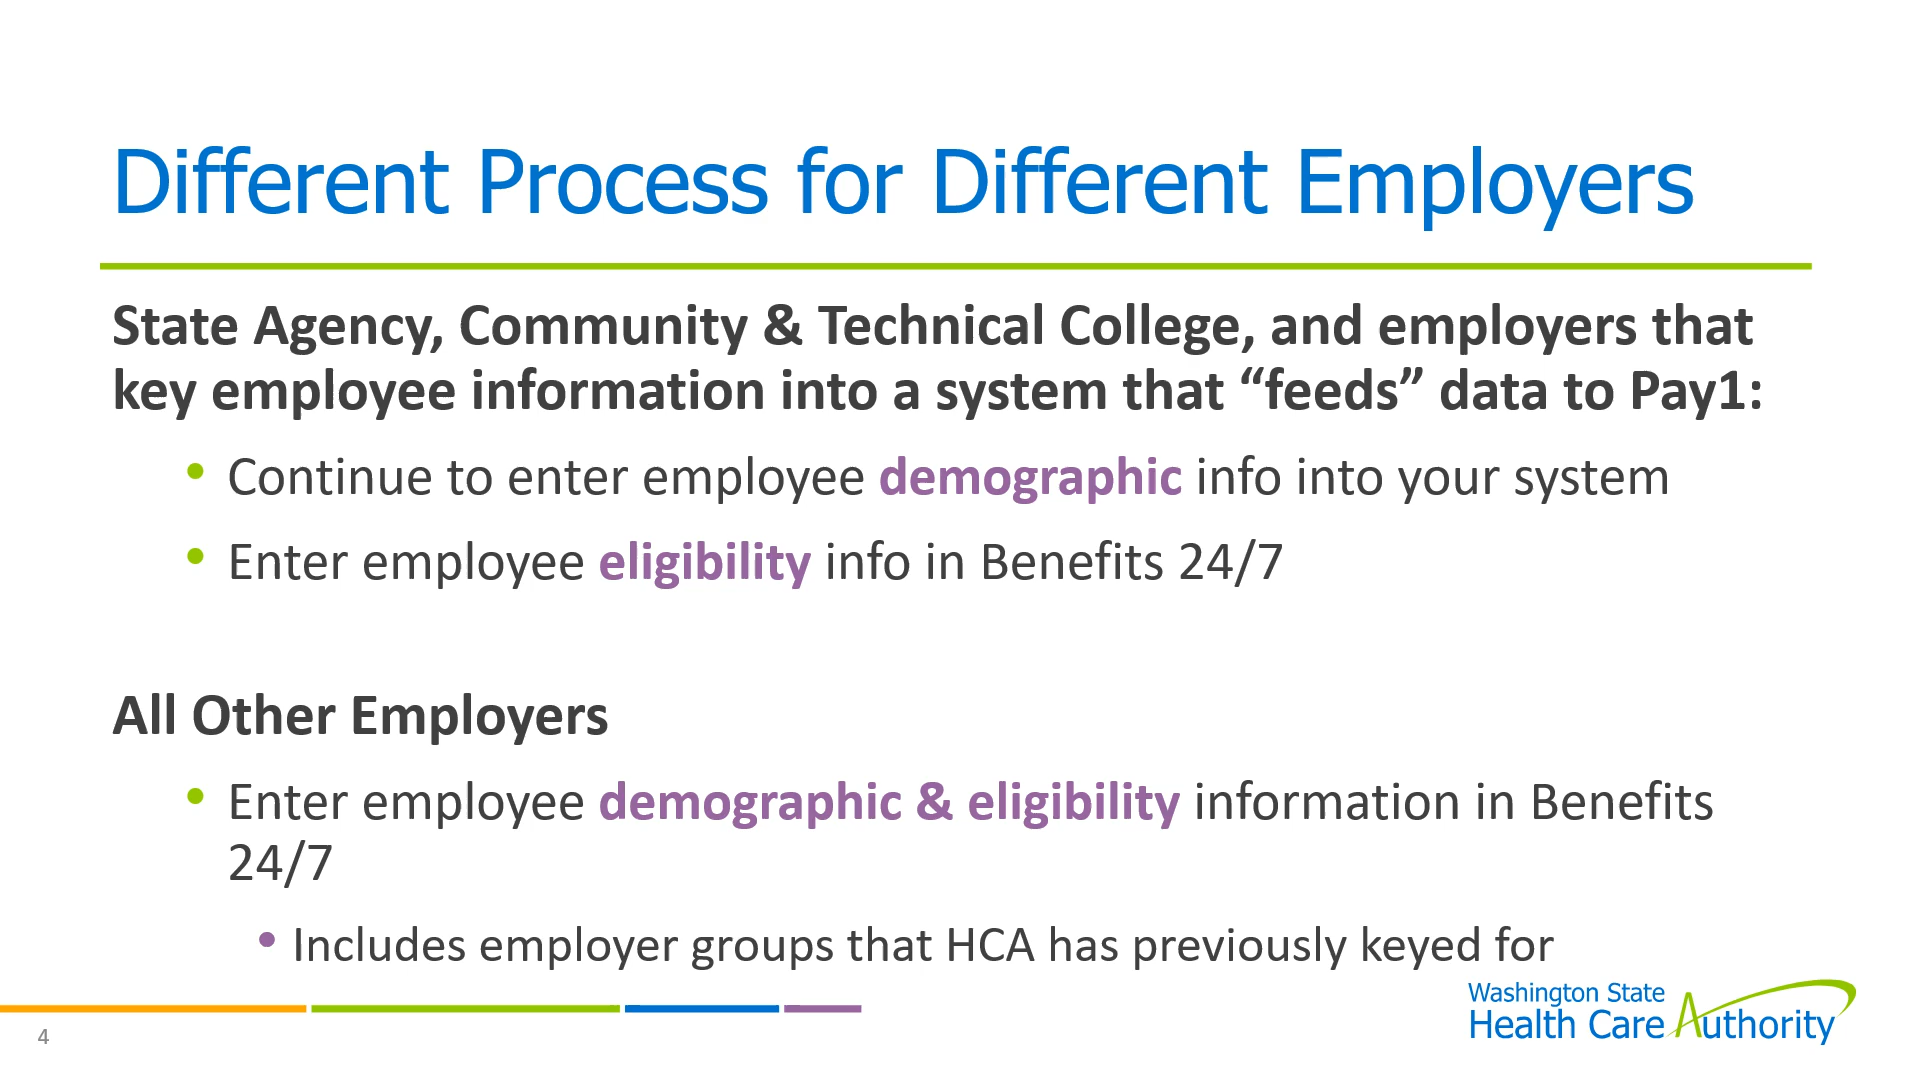 Different Process for Different Employers
State Agency, Community & Technical College, and employers that
key employee information into a system that “feeds” data to Pay1:
• Continue to enter employee demographic info into your system
• Enter employee eligibility info in Benefits 24/7
All Other Employers
• Enter employee demographic & eligibility information in Benefits
24/7
• Includes employer groups that HCA has previously keyed for
4
Washington State
Health Care Authority